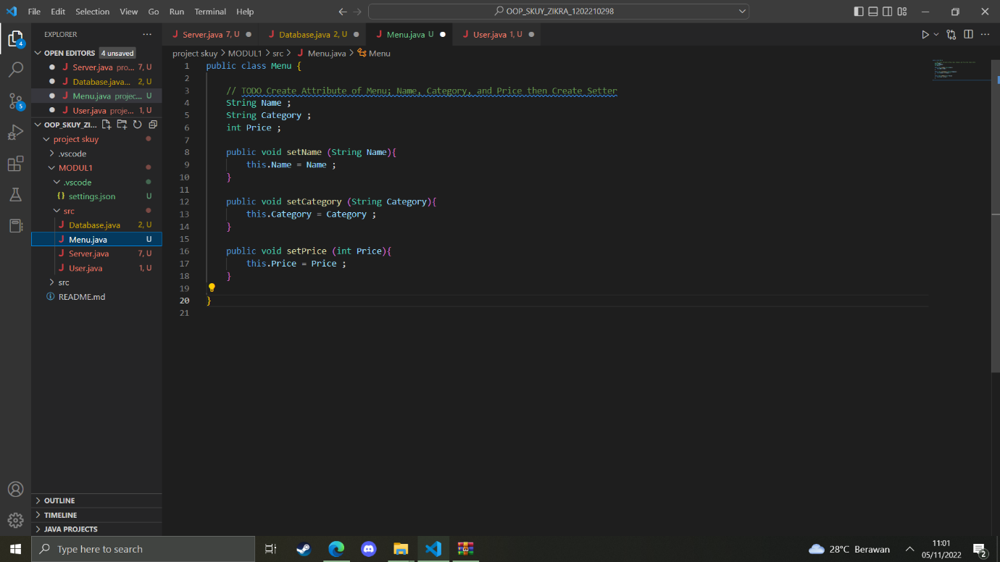 File Edit Selection View Go Run Terminal Help
OOP_SKUY_ZIKRA_1202210298
EXPLORER
OPEN EDITORS 4 unsaved
Server.java pro... 7, U
Database.java... 2, U
Menu.java projec... U
User.java proje... 1, U
OOP_SKUY_ZI...
project skuy
.vscode
MODUL1
.vscode
{} settings.json U
src
Database.java 2, U
Menu.java U
Server.java 7, U
User.java 1, U
src
README.md
OUTLINE
TIMELINE
JAVA PROJECTS
4
5
Server.java 7, U
Database.java 2, U
Menu.java U
User.java 1, U
project skuy > MODUL1 > src > Menu.java > Menu
1 public class Menu {
2
3 // TODO Create Attribute of Menu; Name, Category, and Price then Create Setter
4 String Name ;
5 String Category ;
6 int Price ;
7
8 public void setName (String Name){
9 this.Name = Name ;
10 }
11
12 public void setCategory (String Category){
13 this.Category = Category ;
14 }
15
16 public void setPrice (int Price){
17 this.Price = Price ;
18 }
19
20 }
21
Type here to search
28°C Berawan
11:01
05/11/2022
2